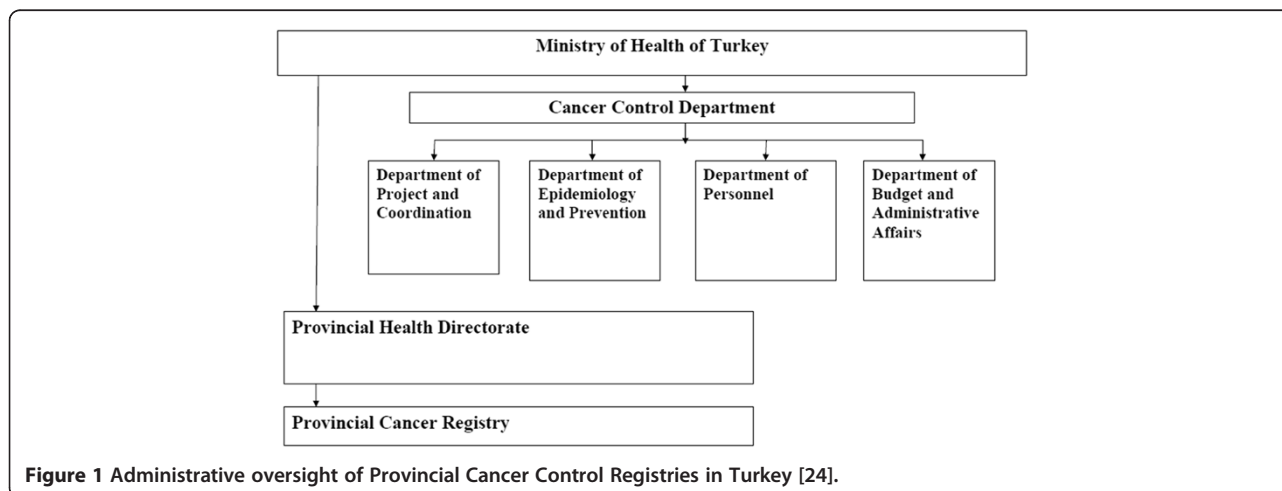 Ministry of Health of Turkey
Cancer Control Department
Department of
Project and
Coordination
Department of
Epidemiology
and Prevention
Department of
Personnel
Department of
Budget and
Administrative
Affairs
Provincial Health Directorate
Provincial Cancer Registry
Figure 1 Administrative oversight of Provincial Cancer Control Registries in Turkey [24].